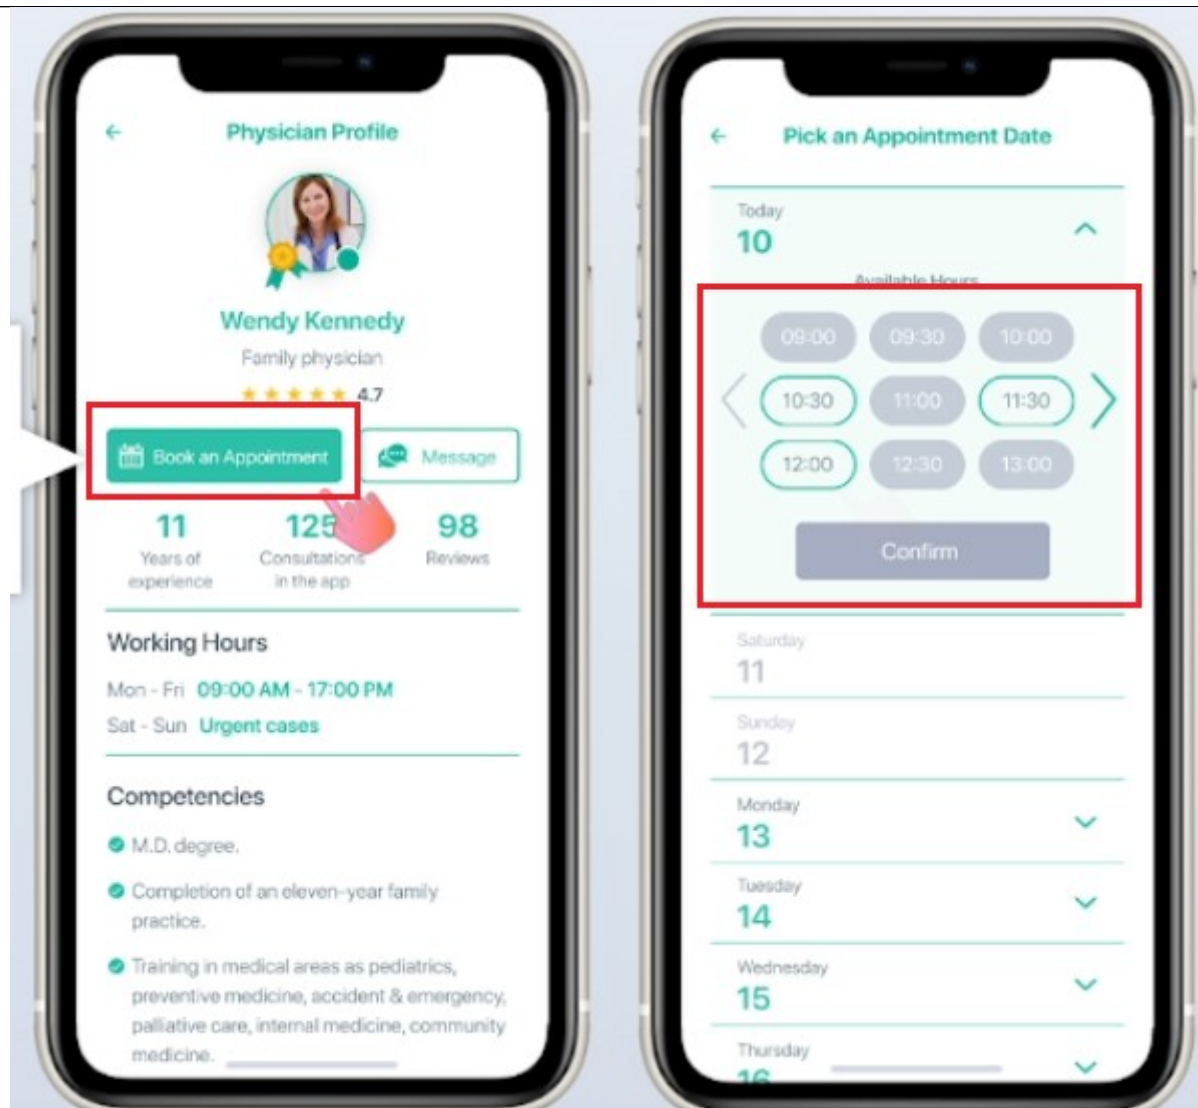 Physician Profile
Wendy Kennedy
Family physician
4.7
Book an Appointment
Message
11
Years of
experience
125
Consultations
in the app
98
Reviews
Working Hours
Mon - Fri 09:00 AM - 17:00 PM
Sat - Sun Urgent cases
Competencies
M.D. degree.
Completion of an eleven-year family
practice.
Training in medical areas as pediatrics,
preventive medicine, accident & emergency,
palliative care, internal medicine, community
medicine.
Pick an Appointment Date
Today
10
Available Hours
09:00 09:30 10:00
10:30 11:00 11:30
12:00 12:30 13:00
Confirm
Saturday
11
Sunday
12
Monday
13
Tuesday
14
Wednesday
15
Thursday
16